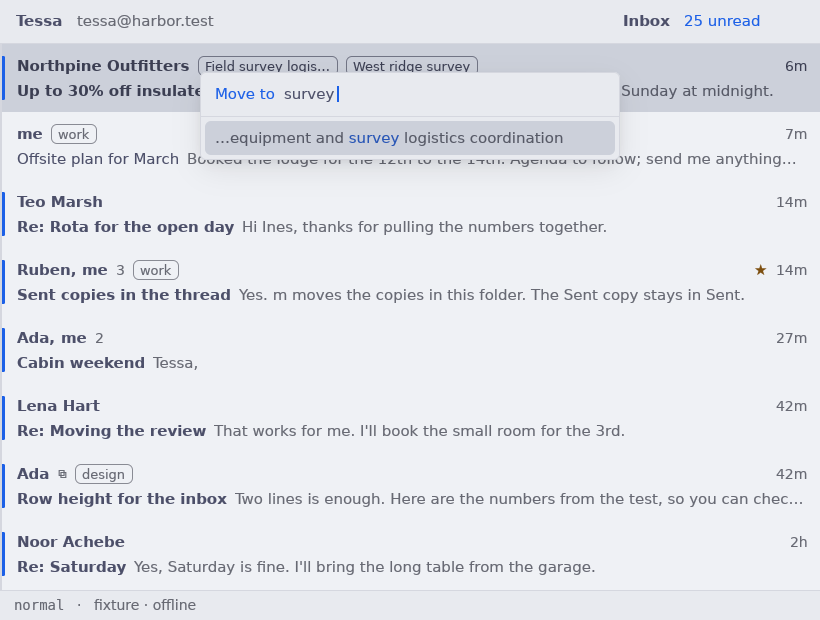 Tessa tessa@harbor.test Inbox 25 unread
Northpine Outfitters Field survey logis… West ridge survey 6m
Up to 30% off Sunday at midnight.
Move to survey
…equipment and survey logistics coordination
me work 7m
Offsite plan for March Booked the lodge for the 12th to the 14th. Agenda to follow; send me anything…
Teo Marsh 14m
Re: Rota for the open day Hi Ines, thanks for pulling the numbers together.
Ruben, me 3 work ★ 14m
Sent copies in the thread Yes. m moves the copies in this folder. The Sent copy stays in Sent.
Ada, me 2 27m
Cabin weekend Tessa,
Lena Hart 42m
Re: Moving the review That works for me. I'll book the small room for the 3rd.
Ada design 42m
Row height for the inbox Two lines is enough. Here are the numbers from the test, so you can chec…
Noor Achebe 2h
Re: Saturday Yes, Saturday is fine. I'll bring the long table from the garage.
normal · fixture · offline